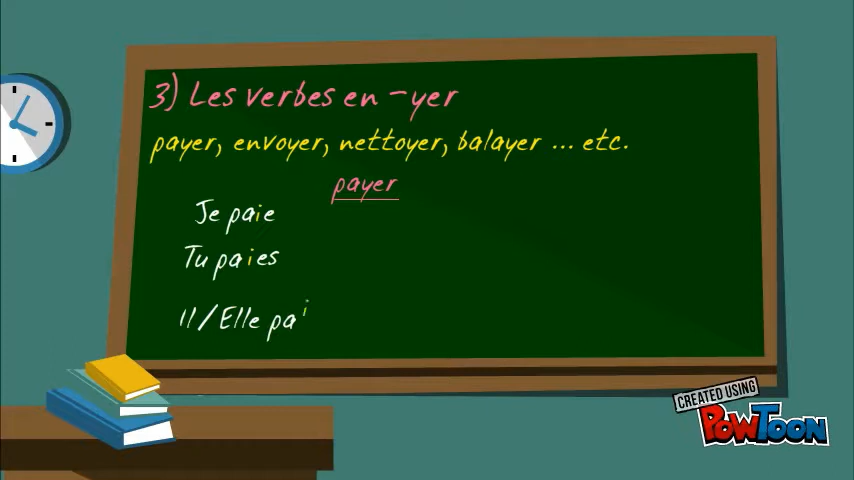 3) Les verbes en -yer
payer, envoyer, nettoyer, balayer ... etc.
payer
Je paie
Tu paies
Il/Elle pai
CREATED USING
POWTOON